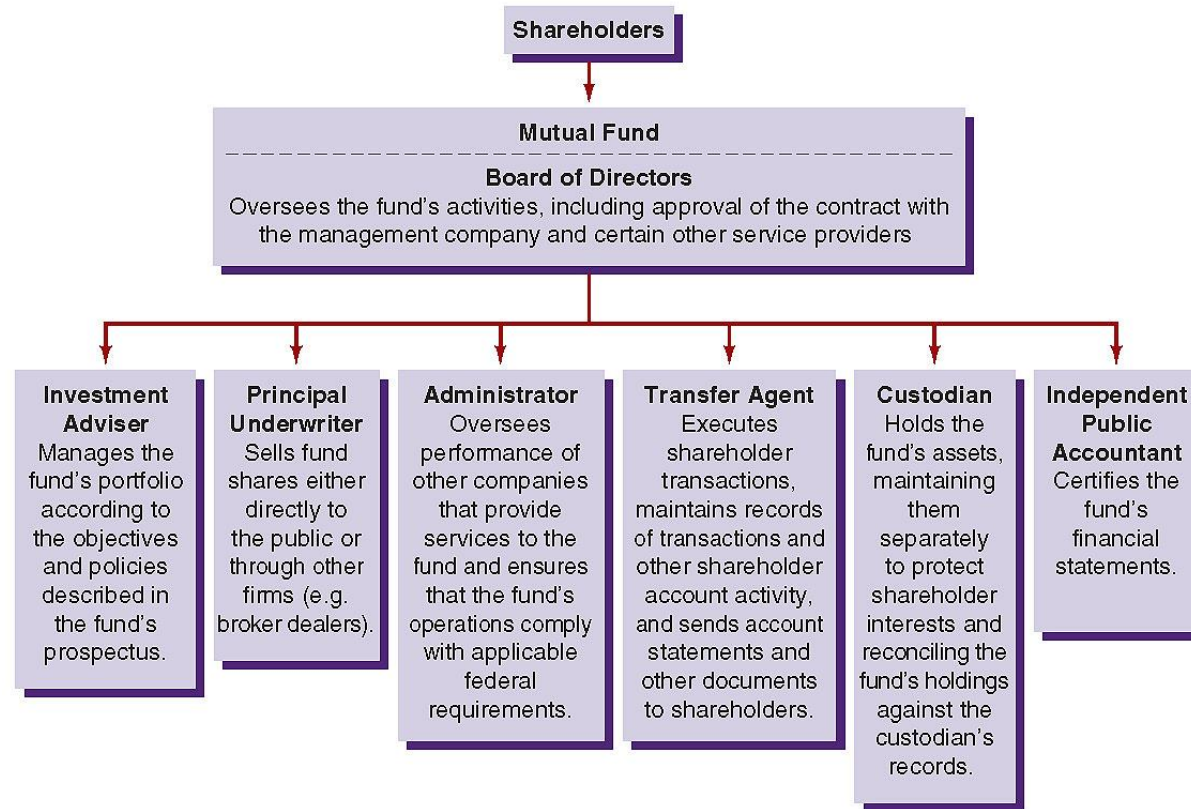 Shareholders
Mutual Fund
Board of Directors
Oversees the fund's activities, including approval of the contract with
the management company and certain other service providers
Investment
Adviser
Manages the
fund's portfolio
according to
the objectives
and policies
described in
the fund's
prospectus.
Principal
Underwriter
Sells fund
shares either
directly to
the public or
through other
firms (e.g.
broker dealers).
Administrator
Oversees
performance of
other companies
that provide
services to the
fund and ensures
that the fund's
operations comply
with applicable
federal
requirements.
Transfer Agent
Executes
shareholder
transactions,
maintains records
of transactions and
other shareholder
account activity,
and sends account
statements and
other documents
to shareholders.
Custodian
Holds the
fund's assets,
maintaining
them
separately
to protect
shareholder
interests and
reconciling the
fund's holdings
against the
custodian's
records.
Independent
Public
Accountant
Certifies the
fund's
financial
statements.